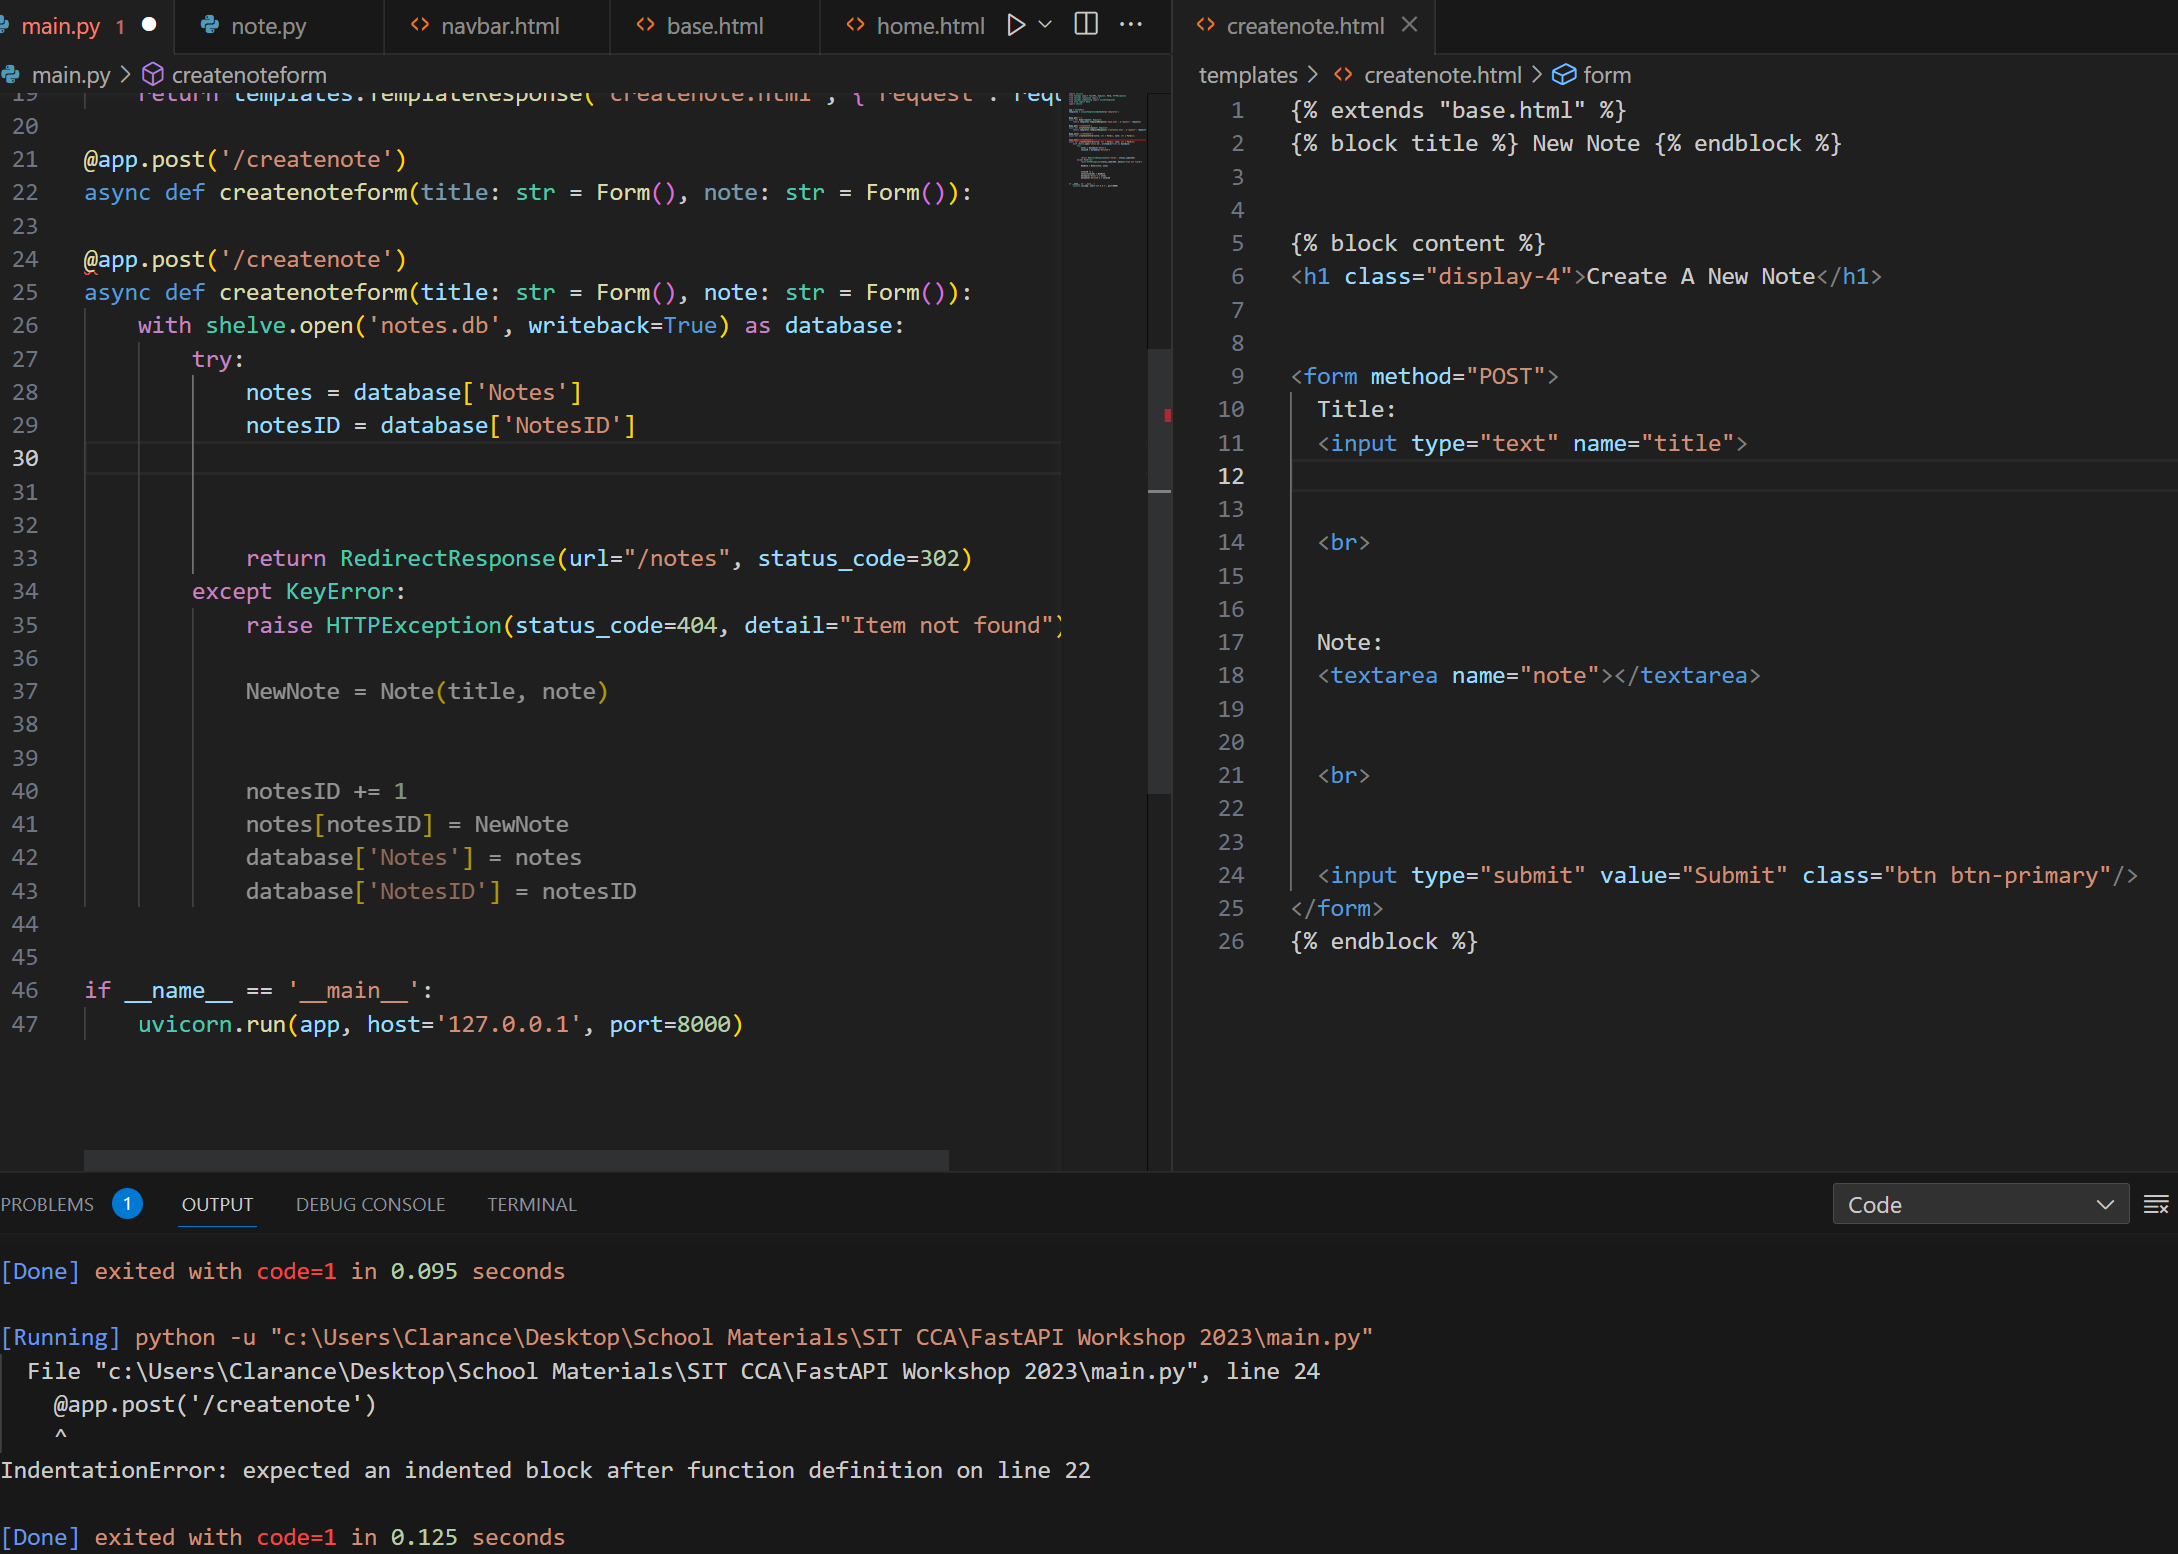 main.py 1
note.py
navbar.html
base.html
home.html
createnote.html
main.py > createnoteform
19 return templates.TemplateResponse("createnote.html", { "request": requ
20
21 @app.post('/createnote')
22 async def createnoteform(title: str = Form(), note: str = Form()):
23
24 @app.post('/createnote')
25 async def createnoteform(title: str = Form(), note: str = Form()):
26 with shelve.open('notes.db', writeback=True) as database:
27 try:
28 notes = database['Notes']
29 notesID = database['NotesID']
30
31
32
33 return RedirectResponse(url="/notes", status_code=302)
34 except KeyError:
35 raise HTTPException(status_code=404, detail="Item not found")
36
37 NewNote = Note(title, note)
38
39
40 notesID += 1
41 notes[notesID] = NewNote
42 database['Notes'] = notes
43 database['NotesID'] = notesID
44
45
46 if __name__ == '__main__':
47 uvicorn.run(app, host='127.0.0.1', port=8000)
templates > createnote.html > form
1 {% extends "base.html" %}
2 {% block title %} New Note {% endblock %}
3
4
5 {% block content %}
6 <h1 class="display-4">Create A New Note</h1>
7
8
9 <form method="POST">
10 Title:
11 <input type="text" name="title">
12
13
14 <br>
15
16
17 Note:
18 <textarea name="note"></textarea>
19
20
21 <br>
22
23
24 <input type="submit" value="Submit" class="btn btn-primary"/>
25 </form>
26 {% endblock %}
PROBLEMS 1 OUTPUT DEBUG CONSOLE TERMINAL
Code
[Done] exited with code=1 in 0.095 seconds
[Running] python -u "c:\Users\Clarance\Desktop\School Materials\SIT CCA\FastAPI Workshop 2023\main.py"
File "c:\Users\Clarance\Desktop\School Materials\SIT CCA\FastAPI Workshop 2023\main.py", line 24
@app.post('/createnote')
^
IndentationError: expected an indented block after function definition on line 22
[Done] exited with code=1 in 0.125 seconds